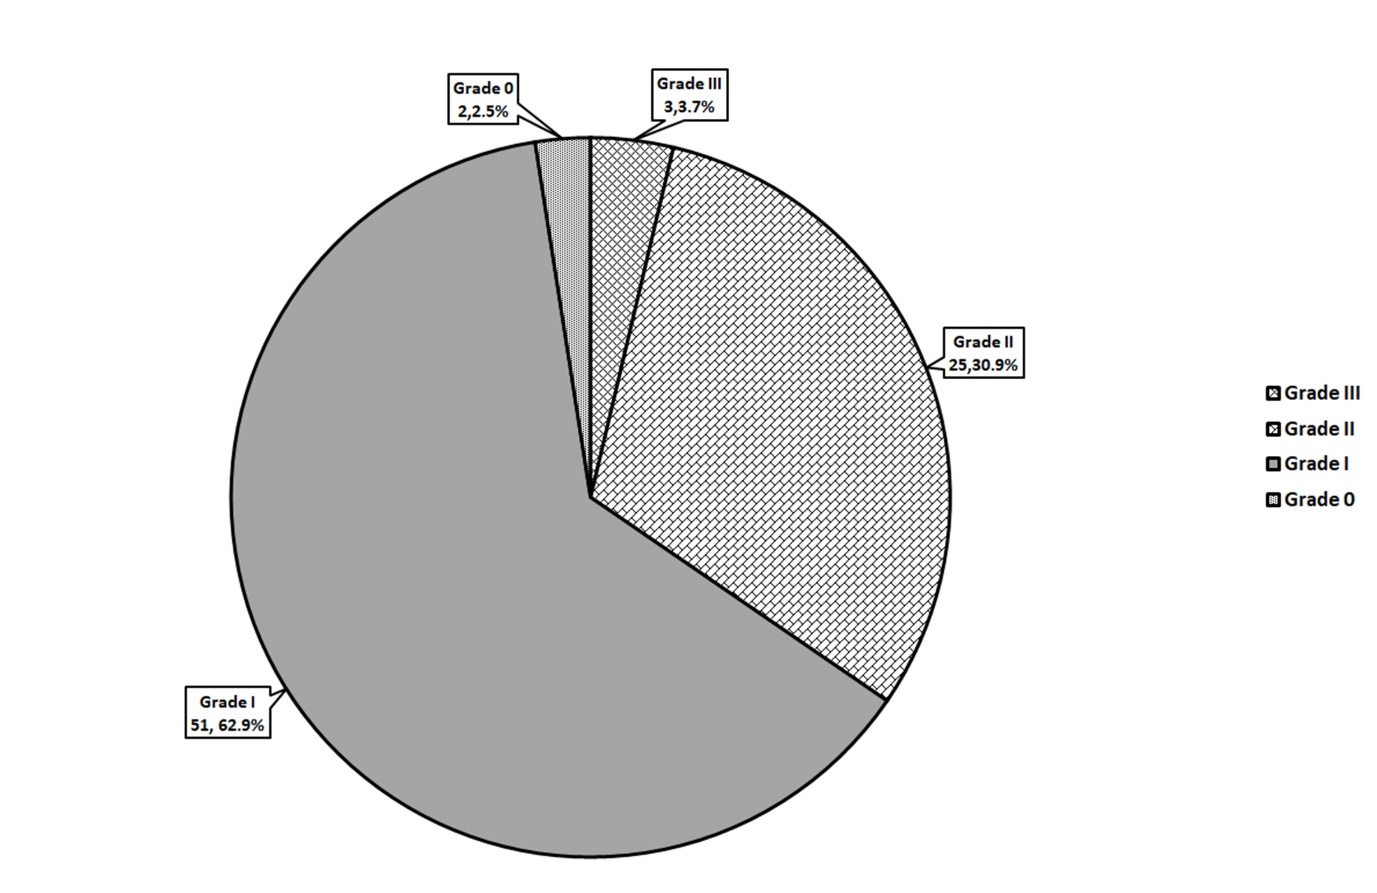 Grade 0
2,2.5%
Grade III
3,3.7%
Grade II
25,30.9%
Grade I
51, 62.9%
Grade III
Grade II
Grade I
Grade 0